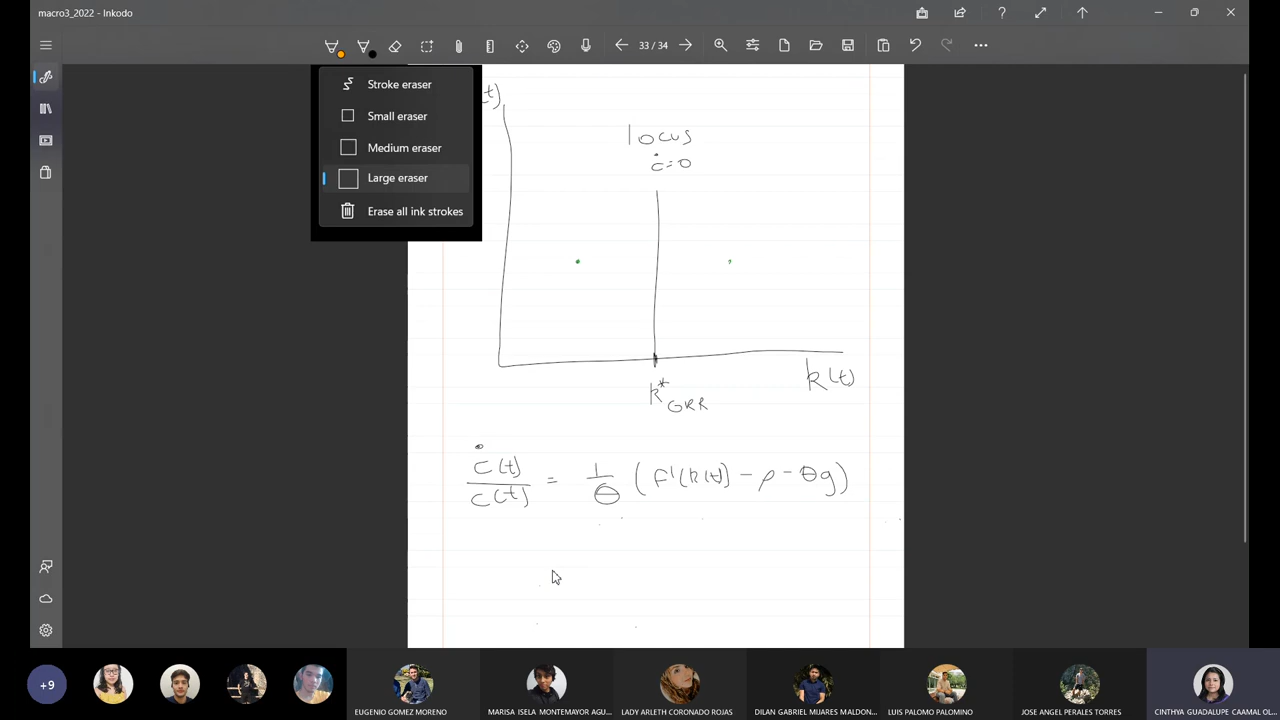 macro3_2022 - Inkodo
33 / 34
Stroke eraser
Small eraser
Medium eraser
Large eraser
Erase all ink strokes
t)
locus
ċ=0
k(t)
k*GRR
ċ(t)/c(t) = 1/θ (f'(k(t)) - ρ - θg)
+9
EUGENIO GOMEZ MORENO
MARISA ISELA MONTEMAYOR AGU...
LADY ARLETH CORONADO ROJAS
DILAN GABRIEL MIJARES MALDON...
LUIS PALOMO PALOMINO
JOSE ANGEL PERALES TORRES
CINTHYA GUADALUPE CAAMAL OL...